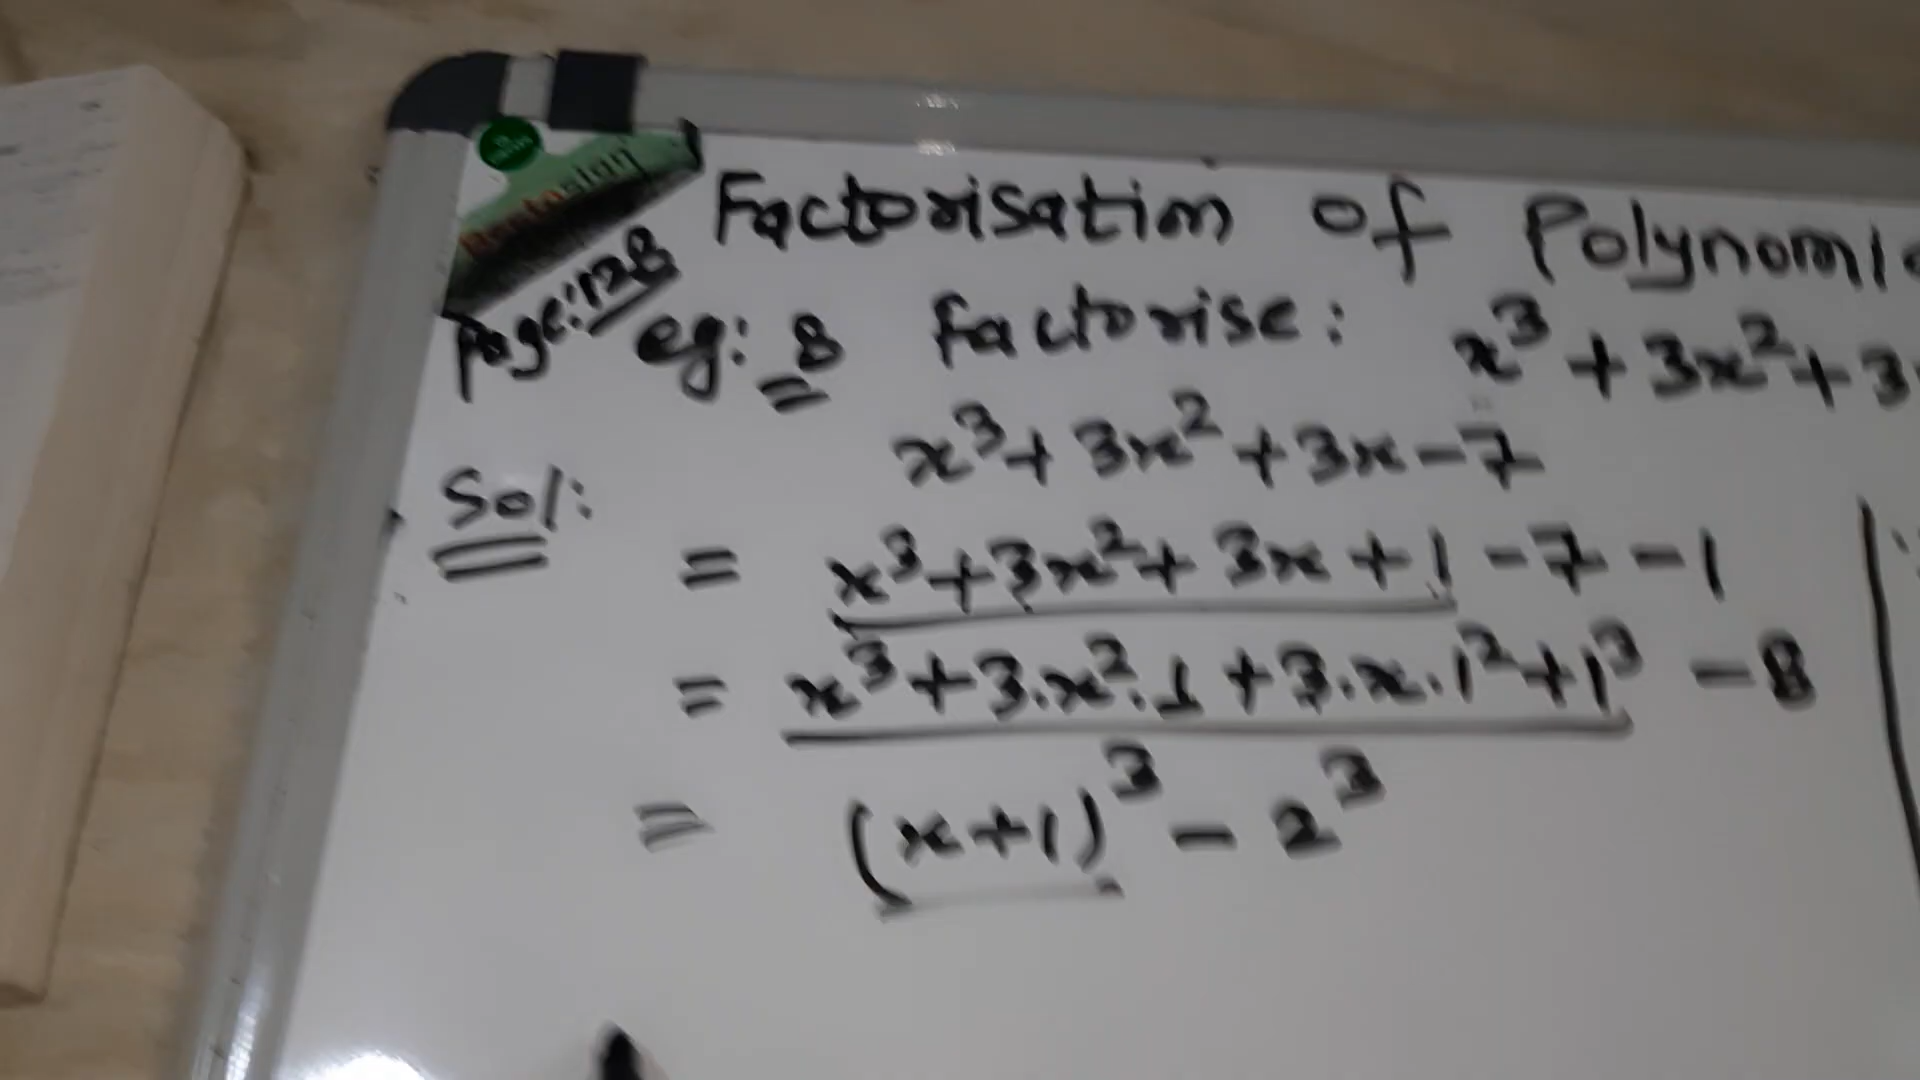 Factorisation of Polynomi
Page: 128
eg: 8 Factorise: x³ + 3x² + 3
x³ + 3x² + 3x - 7
Sol:
= x³ + 3x² + 3x + 1 - 7 - 1
= x³ + 3.x².1 + 3.x.1² + 1³ - 8
= (x+1)³ - 2³